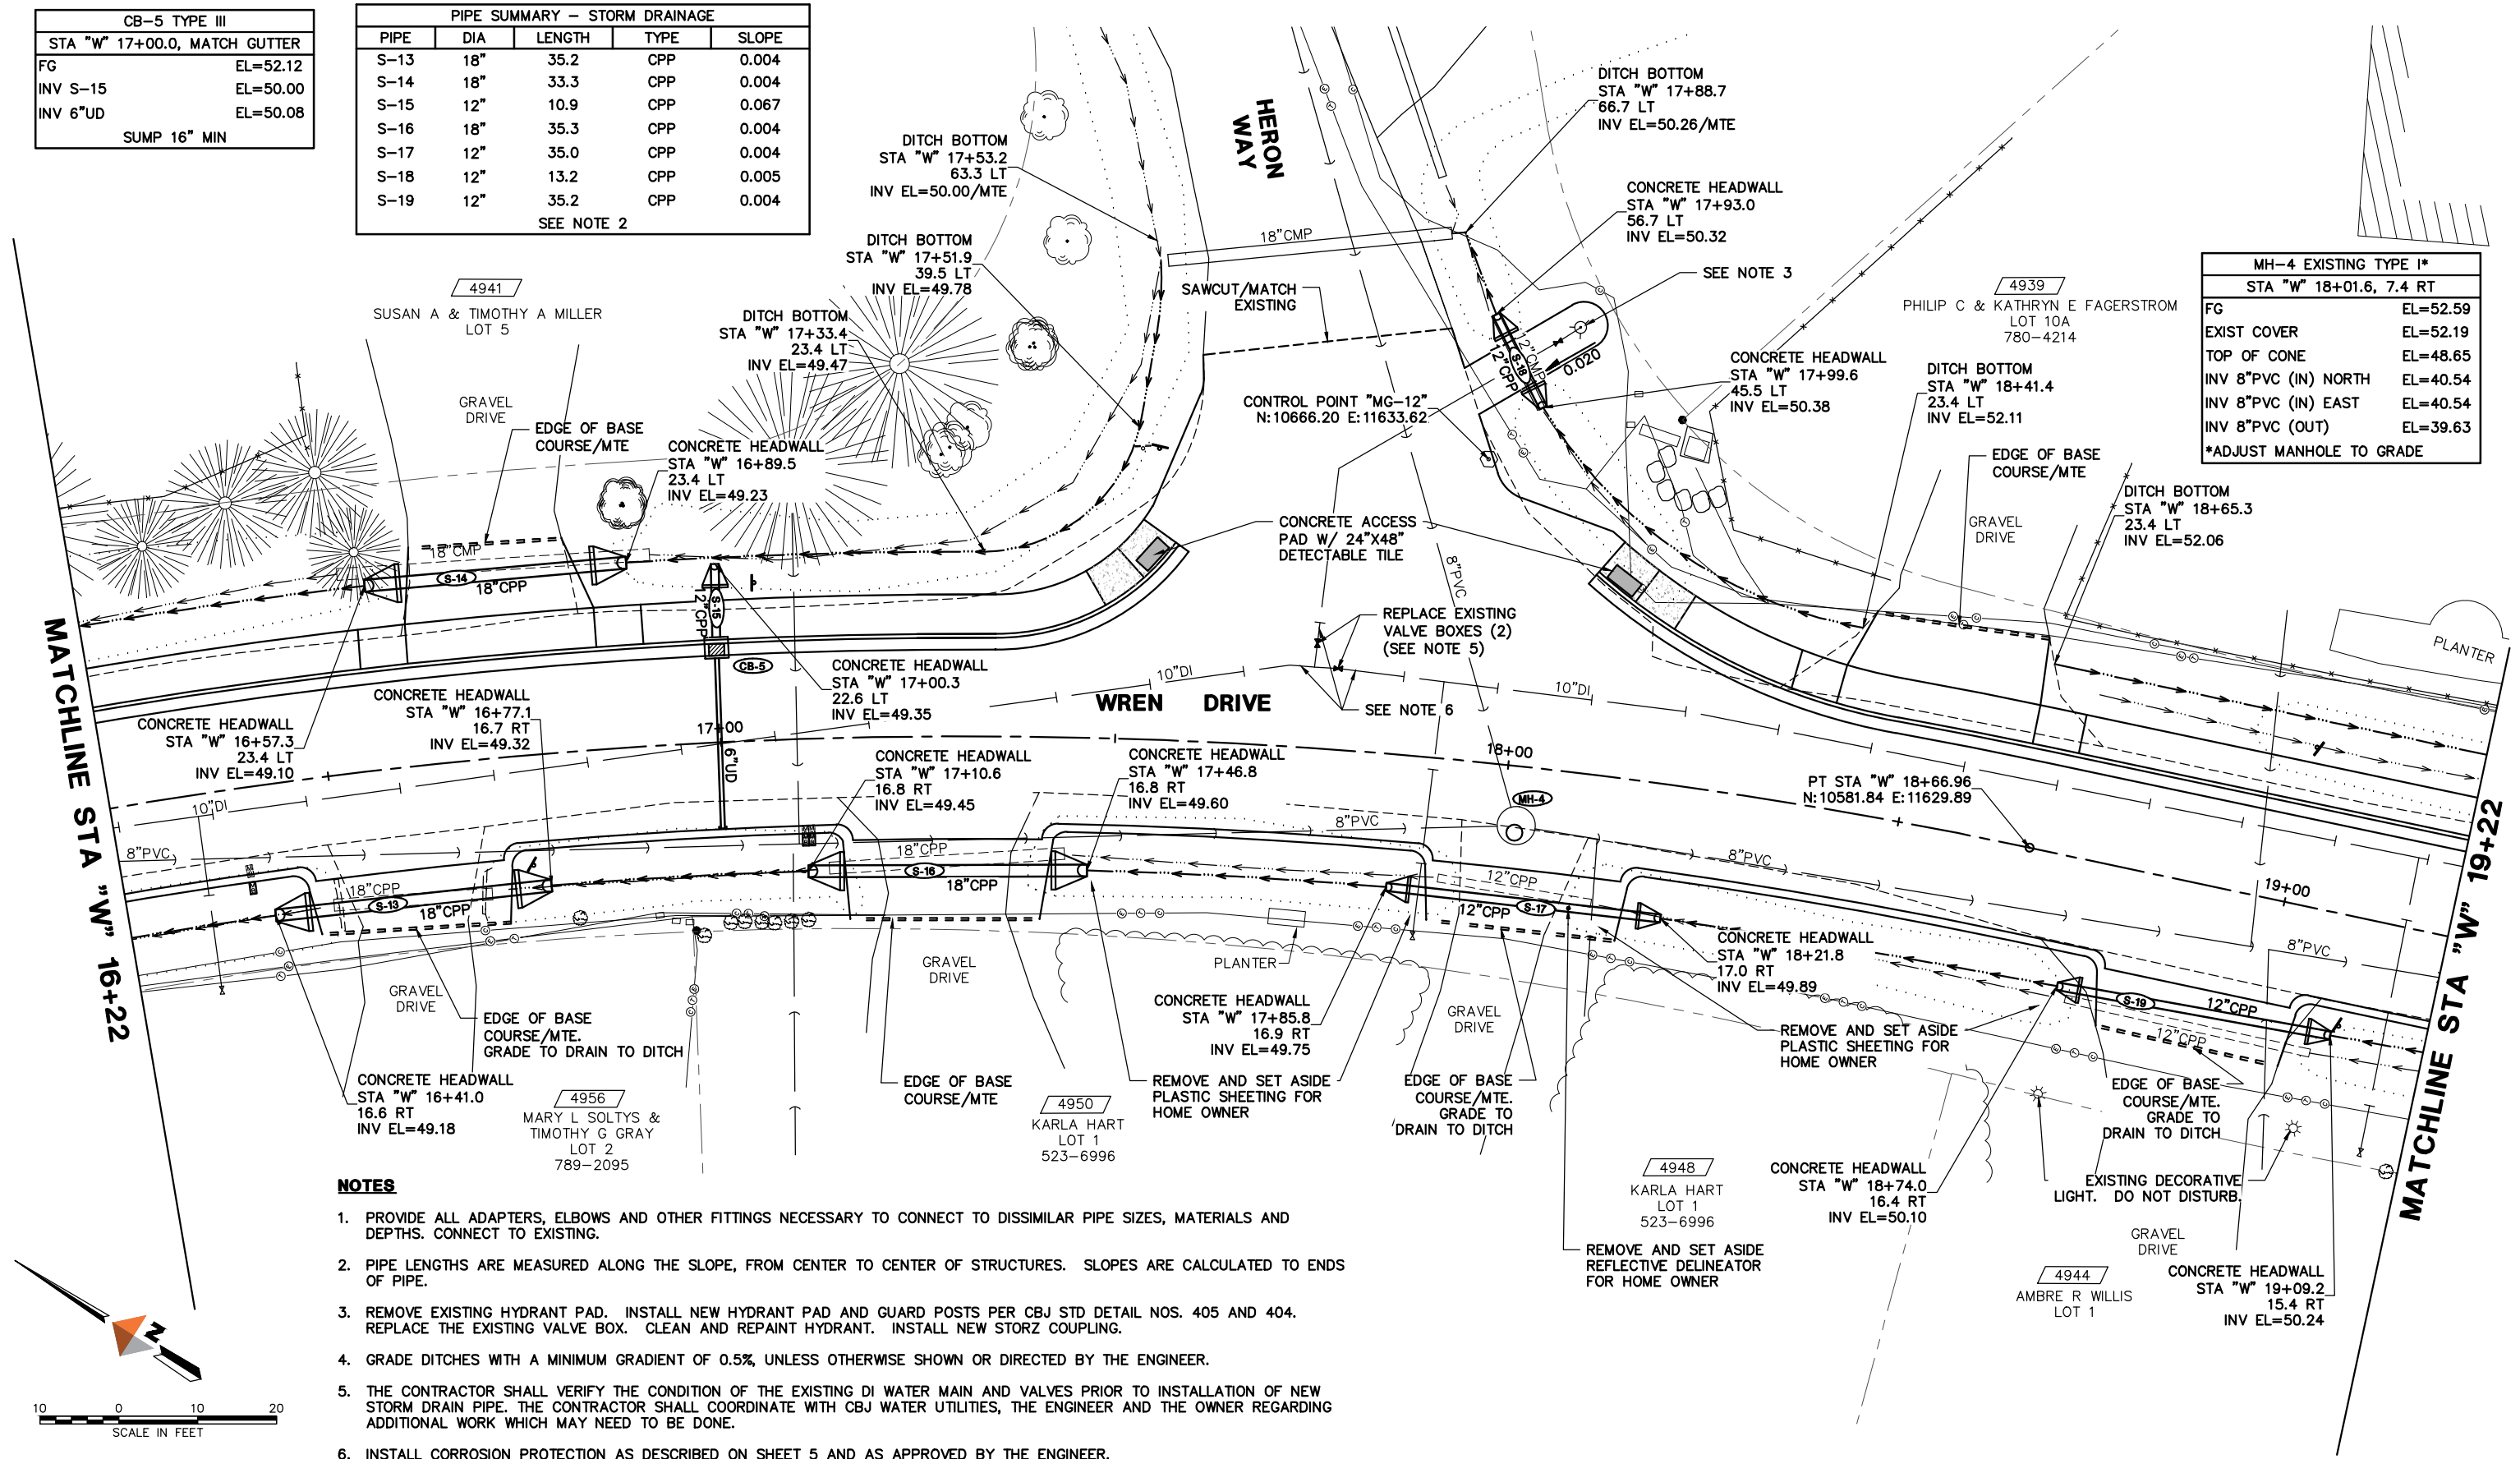 CB-5 TYPE III
STA "W" 17+00.0, MATCH GUTTER
FG EL=52.12
INV S-15 EL=50.00
INV 6"UD EL=50.08
SUMP 16" MIN
PIPE SUMMARY - STORM DRAINAGE
PIPE DIA LENGTH TYPE SLOPE
S-13 18" 35.2 CPP 0.004
S-14 18" 33.3 CPP 0.004
S-15 12" 10.9 CPP 0.067
S-16 18" 35.3 CPP 0.004
S-17 12" 35.0 CPP 0.004
S-18 12" 13.2 CPP 0.005
S-19 12" 35.2 CPP 0.004
SEE NOTE 2
DITCH BOTTOM
STA "W" 17+53.2
63.3 LT
INV EL=50.00/MTE
DITCH BOTTOM
STA "W" 17+51.9
39.5 LT
INV EL=49.78
DITCH BOTTOM
STA "W" 17+33.4
23.4 LT
INV EL=49.47
HERON
WAY
DITCH BOTTOM
STA "W" 17+88.7
66.7 LT
INV EL=50.26/MTE
CONCRETE HEADWALL
STA "W" 17+93.0
56.7 LT
INV EL=50.32
SEE NOTE 3
18"CMP
SAWCUT/MATCH
EXISTING
12"CMP
S-18
12"CPP
0.020
CONTROL POINT "MG-12"
N:10666.20 E:11633.62
CONCRETE HEADWALL
STA "W" 17+99.6
45.5 LT
INV EL=50.38
4939
PHILIP C & KATHRYN E FAGERSTROM
LOT 10A
780-4214
MH-4 EXISTING TYPE I*
STA "W" 18+01.6, 7.4 RT
FG EL=52.59
EXIST COVER EL=52.19
TOP OF CONE EL=48.65
INV 8"PVC (IN) NORTH EL=40.54
INV 8"PVC (IN) EAST EL=40.54
INV 8"PVC (OUT) EL=39.63
*ADJUST MANHOLE TO GRADE
DITCH BOTTOM
STA "W" 18+41.4
23.4 LT
INV EL=52.11
EDGE OF BASE
COURSE/MTE
GRAVEL
DRIVE
DITCH BOTTOM
STA "W" 18+65.3
23.4 LT
INV EL=52.06
PLANTER
4941
SUSAN A & TIMOTHY A MILLER
LOT 5
GRAVEL
DRIVE
EDGE OF BASE
COURSE/MTE
CONCRETE HEADWALL
STA "W" 16+89.5
23.4 LT
INV EL=49.23
18"CMP
S-14
18"CPP
S-15
12"CPP
CB-5
CONCRETE ACCESS
PAD W/ 24"X48"
DETECTABLE TILE
8"PVC
REPLACE EXISTING
VALVE BOXES (2)
(SEE NOTE 5)
SEE NOTE 6
CONCRETE HEADWALL
STA "W" 17+00.3
22.6 LT
INV EL=49.35
10"DI
10"DI
WREN DRIVE
MATCHLINE STA "W" 16+22
CONCRETE HEADWALL
STA "W" 16+57.3
23.4 LT
INV EL=49.10
CONCRETE HEADWALL
STA "W" 16+77.1
16.7 RT
INV EL=49.32
17+00
6"UD
CONCRETE HEADWALL
STA "W" 17+10.6
16.8 RT
INV EL=49.45
CONCRETE HEADWALL
STA "W" 17+46.8
16.8 RT
INV EL=49.60
18+00
MH-4
PT STA "W" 18+66.96
N:10581.84 E:11629.89
19+00
MATCHLINE STA "W" 19+22
10"DI
8"PVC
8"PVC
8"PVC
8"PVC
18"CPP
S-13
18"CPP
18"CPP
S-16
18"CPP
12"CPP
S-17
12"CPP
S-19
12"CPP
12"CPP
GRAVEL
DRIVE
EDGE OF BASE
COURSE/MTE.
GRADE TO DRAIN TO DITCH
CONCRETE HEADWALL
STA "W" 16+41.0
16.6 RT
INV EL=49.18
4956
MARY L SOLTYS &
TIMOTHY G GRAY
LOT 2
789-2095
GRAVEL
DRIVE
EDGE OF BASE
COURSE/MTE
4950
KARLA HART
LOT 1
523-6996
PLANTER
REMOVE AND SET ASIDE
PLASTIC SHEETING FOR
HOME OWNER
CONCRETE HEADWALL
STA "W" 17+85.8
16.9 RT
INV EL=49.75
GRAVEL
DRIVE
EDGE OF BASE
COURSE/MTE.
GRADE TO
DRAIN TO DITCH
CONCRETE HEADWALL
STA "W" 18+21.8
17.0 RT
INV EL=49.89
REMOVE AND SET ASIDE
PLASTIC SHEETING FOR
HOME OWNER
4948
KARLA HART
LOT 1
523-6996
REMOVE AND SET ASIDE
REFLECTIVE DELINEATOR
FOR HOME OWNER
CONCRETE HEADWALL
STA "W" 18+74.0
16.4 RT
INV EL=50.10
EDGE OF BASE
COURSE/MTE.
GRADE TO
DRAIN TO DITCH
EXISTING DECORATIVE
LIGHT. DO NOT DISTURB.
GRAVEL
DRIVE
4944
AMBRE R WILLIS
LOT 1
CONCRETE HEADWALL
STA "W" 19+09.2
15.4 RT
INV EL=50.24
NOTES
1. PROVIDE ALL ADAPTERS, ELBOWS AND OTHER FITTINGS NECESSARY TO CONNECT TO DISSIMILAR PIPE SIZES, MATERIALS AND
DEPTHS. CONNECT TO EXISTING.
2. PIPE LENGTHS ARE MEASURED ALONG THE SLOPE, FROM CENTER TO CENTER OF STRUCTURES. SLOPES ARE CALCULATED TO ENDS
OF PIPE.
3. REMOVE EXISTING HYDRANT PAD. INSTALL NEW HYDRANT PAD AND GUARD POSTS PER CBJ STD DETAIL NOS. 405 AND 404.
REPLACE THE EXISTING VALVE BOX. CLEAN AND REPAINT HYDRANT. INSTALL NEW STORZ COUPLING.
4. GRADE DITCHES WITH A MINIMUM GRADIENT OF 0.5%, UNLESS OTHERWISE SHOWN OR DIRECTED BY THE ENGINEER.
5. THE CONTRACTOR SHALL VERIFY THE CONDITION OF THE EXISTING DI WATER MAIN AND VALVES PRIOR TO INSTALLATION OF NEW
STORM DRAIN PIPE. THE CONTRACTOR SHALL COORDINATE WITH CBJ WATER UTILITIES, THE ENGINEER AND THE OWNER REGARDING
ADDITIONAL WORK WHICH MAY NEED TO BE DONE.
6. INSTALL CORROSION PROTECTION AS DESCRIBED ON SHEET 5 AND AS APPROVED BY THE ENGINEER.
N
10 0 10 20
SCALE IN FEET